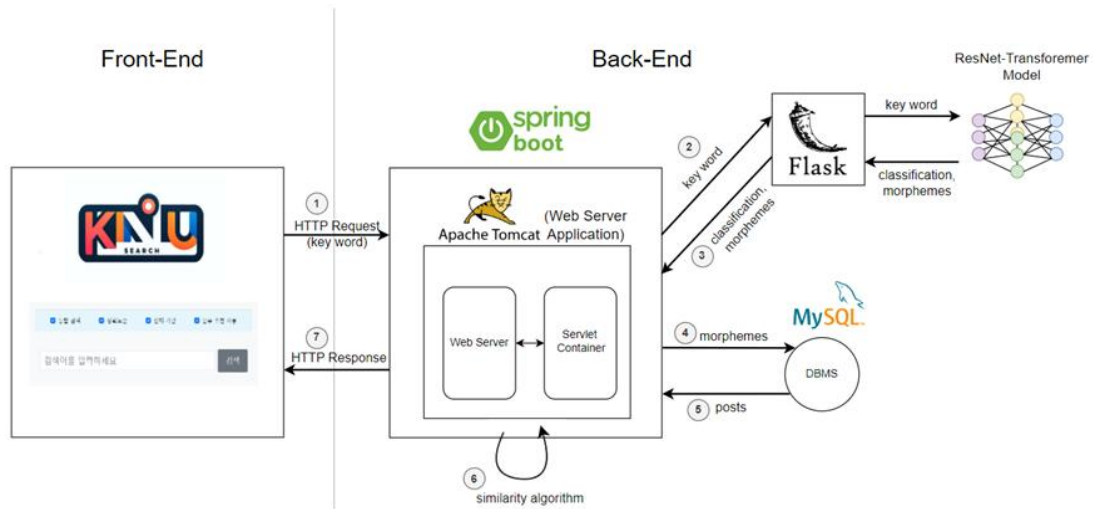 Front-End
Back-End
ResNet-Transforemer
Model
spring
boot
key word
Flask
classification,
morphemes
2
key word
classification,
morphemes
3
1
HTTP Request
(key word)
KNU
SEARCH
Apache Tomcat
(Web Server
Application)
Web Server
Servlet
Container
MySQL
DBMS
4
morphemes
5
posts
7
HTTP Response
검색어를 입력하세요
검색
6
similarity algorithm